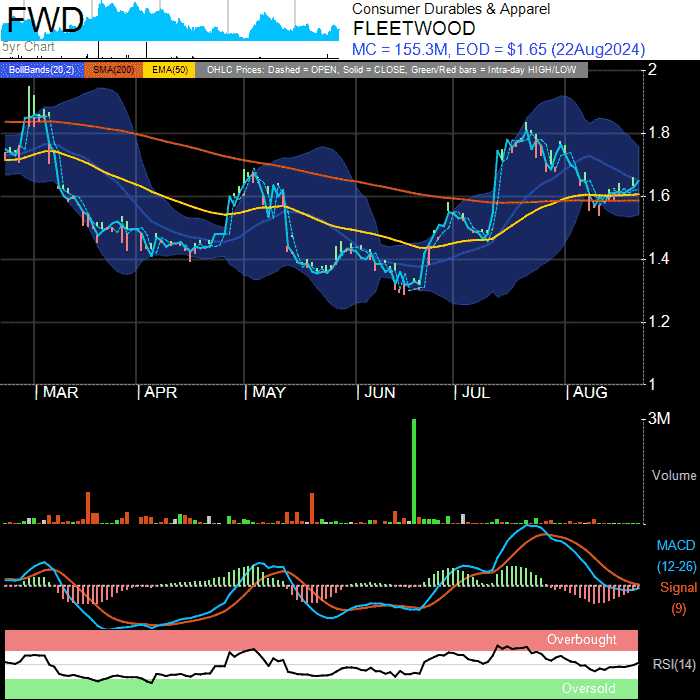 FWD
5yr Chart
Consumer Durables & Apparel
FLEETWOOD
MC = 155.3M, EOD = $1.65 (22Aug2024)
BollBands(20,2) SMA(200) EMA(50) OHLC Prices: Dashed = OPEN, Solid = CLOSE, Green/Red bars = Intra-day HIGH/LOW
2
1.8
1.6
1.4
1.2
1
| MAR | APR | MAY | JUN | JUL | AUG
3M
Volume
MACD
(12-26)
Signal
(9)
Overbought
RSI(14)
Oversold